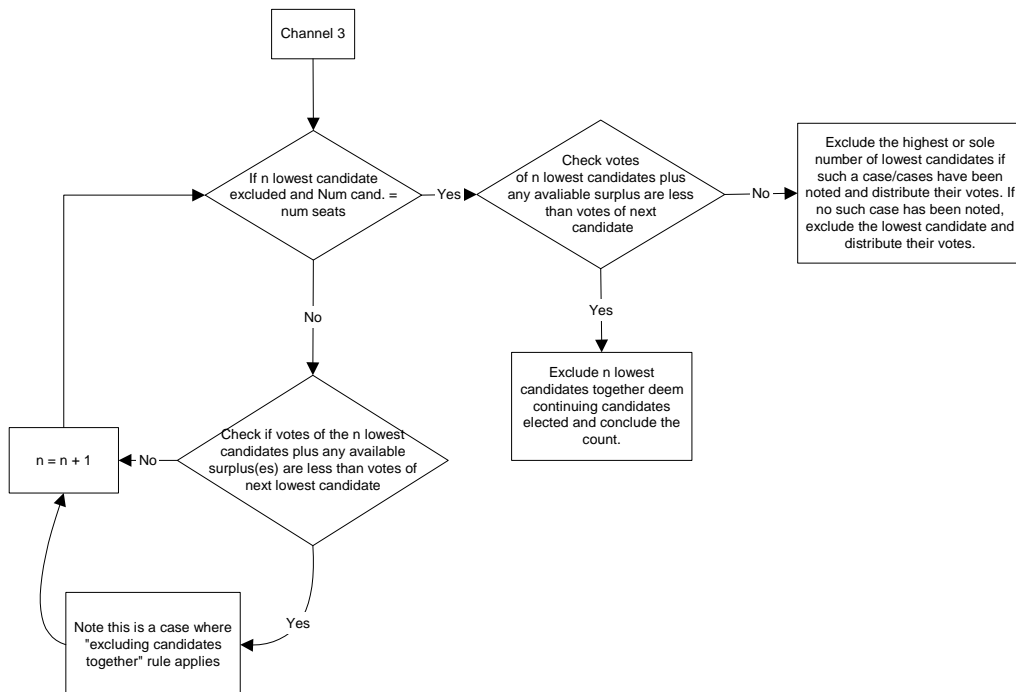 Channel 3
If n lowest candidate
excluded and Num cand. =
num seats
Yes
Check votes
of n lowest candidates plus
any avaliable surplus are less
than votes of next
candidate
No
Exclude the highest or sole
number of lowest candidates if
such a case/cases have been
noted and distribute their votes. If
no such case has been noted,
exclude the lowest candidate and
distribute their votes.
No
Yes
Exclude n lowest
candidates together deem
continuing candidates
elected and conclude the
count.
Check if votes of the n lowest
candidates plus any available
surplus(es) are less than votes of
next lowest candidate
No
n = n + 1
Yes
Note this is a case where
"excluding candidates
together" rule applies